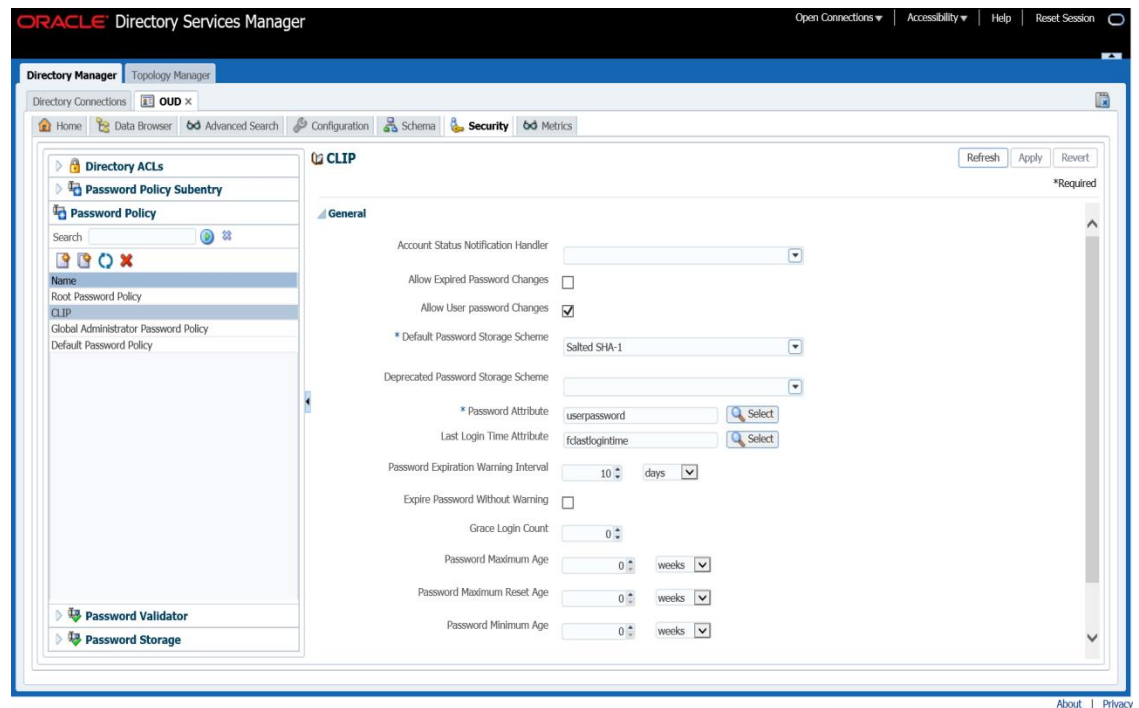 ORACLE Directory Services Manager
Open Connections Accessibility Help Reset Session
Directory Manager Topology Manager
Directory Connections OUD ×
Home Data Browser Advanced Search Configuration Schema Security Metrics
Directory ACLs
Password Policy Subentry
Password Policy
Search
Name
Root Password Policy
CLIP
Global Administrator Password Policy
Default Password Policy
Password Validator
Password Storage
CLIP
Refresh Apply Revert
*Required
General
Account Status Notification Handler
Allow Expired Password Changes
Allow User password Changes
* Default Password Storage Scheme Salted SHA-1
Deprecated Password Storage Scheme
* Password Attribute userpassword Select
Last Login Time Attribute fclastlogintime Select
Password Expiration Warning Interval 10 days
Expire Password Without Warning
Grace Login Count 0
Password Maximum Age 0 weeks
Password Maximum Reset Age 0 weeks
Password Minimum Age 0 weeks
About | Privacy